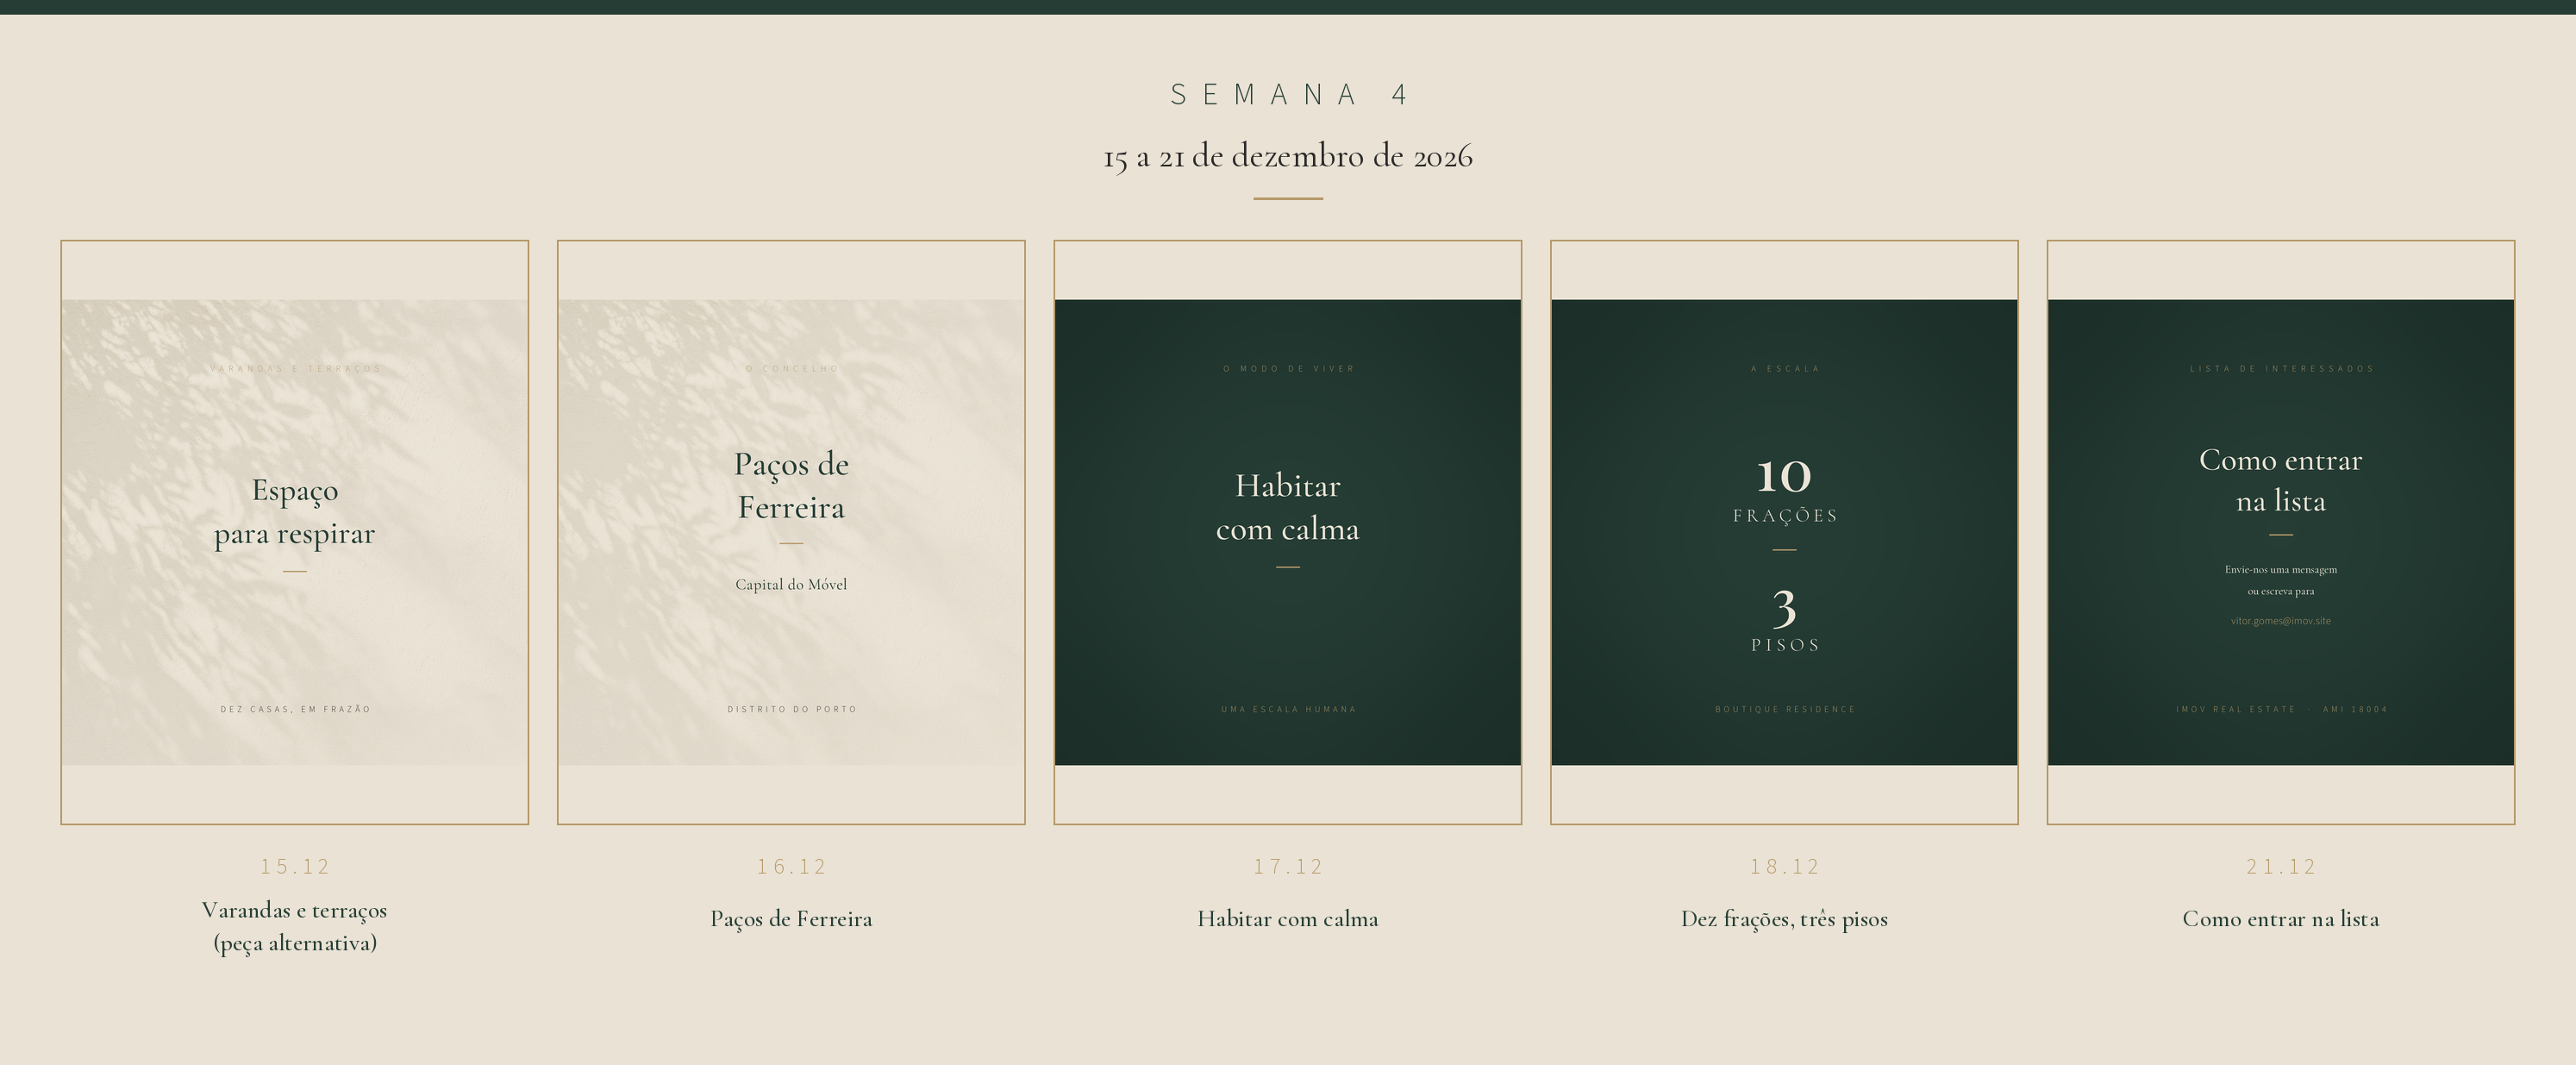 SEMANA 4
15 a 21 de dezembro de 2026
VARANDAS E TERRAÇOS
Espaço
para respirar
DEZ CASAS, EM FRAZÃO
15.12
Varandas e terraços
(peça alternativa)
O CONCELHO
Paços de
Ferreira
Capital do Móvel
DISTRITO DO PORTO
16.12
Paços de Ferreira
O MODO DE VIVER
Habitar
com calma
UMA ESCALA HUMANA
17.12
Habitar com calma
A ESCALA
10
FRAÇÕES
3
PISOS
BOUTIQUE RESIDENCE
18.12
Dez frações, três pisos
LISTA DE INTERESSADOS
Como entrar
na lista
Envie-nos uma mensagem
ou escreva para
vitor.gomes@imov.site
IMOV REAL ESTATE · AMI 18004
21.12
Como entrar na lista